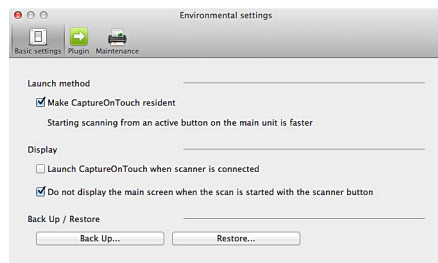 Environmental settings
Basic settings Plugin Maintenance
Launch method
Make CaptureOnTouch resident
Starting scanning from an active button on the main unit is faster
Display
Launch CaptureOnTouch when scanner is connected
Do not display the main screen when the scan is started with the scanner button
Back Up / Restore
Back Up... Restore...